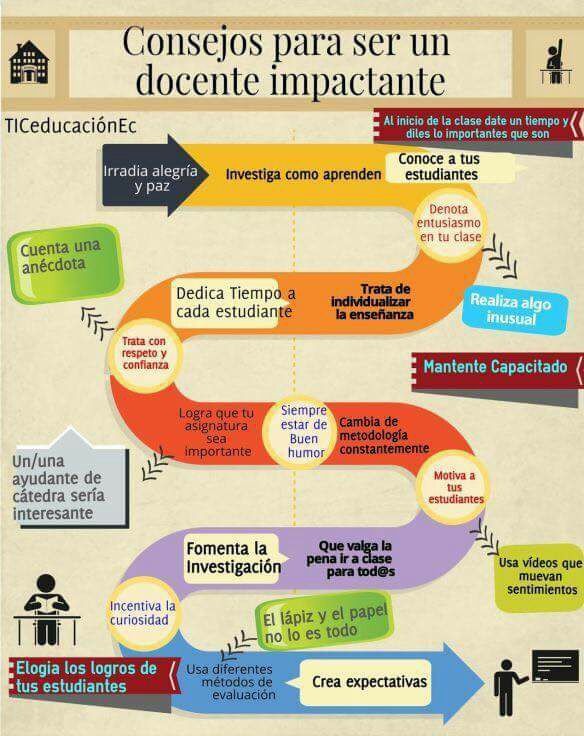 Consejos para ser un
docente impactante
TICeducaciónEc
Al inicio de la clase date un tiempo y
diles lo importantes que son
Irradia alegría
y paz
Investiga como aprenden
Conoce a tus
estudiantes
Denota
entusiasmo
en tu clase
Cuenta una
anécdota
Dedica Tiempo a
cada estudiante
Trata de
individualizar
la enseñanza
Realiza algo
inusual
Trata con
respeto y
confianza
Mantente Capacitado
Logra que tu
asignatura
sea
importante
Siempre
estar de
Buen
humor
Cambia de
metodología
constantemente
Un/una
ayudante de
cátedra sería
interesante
Motiva a
tus
estudiantes
Fomenta la
Investigación
Que valga la
pena ir a clase
para tod@s
Usa vídeos que
muevan
sentimientos
Incentiva la
curiosidad
El lápiz y el papel
no lo es todo
Elogia los logros de
tus estudiantes
Usa diferentes
métodos de
evaluación
Crea expectativas